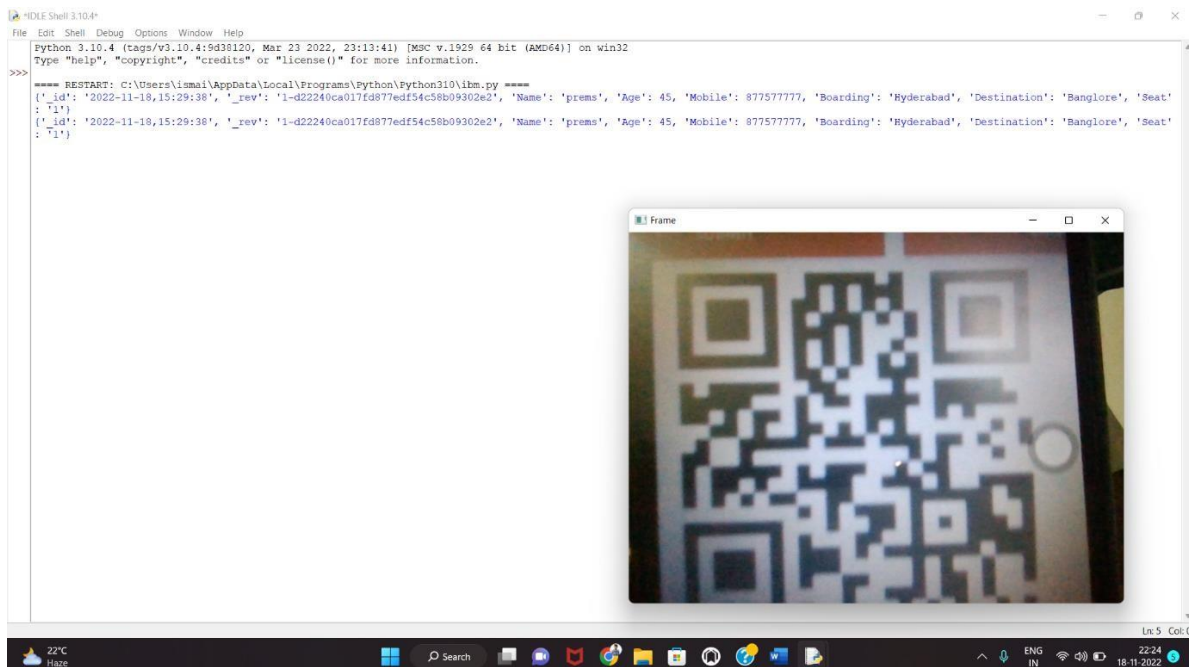 *IDLE Shell 3.10.4*
File Edit Shell Debug Options Window Help
Python 3.10.4 (tags/v3.10.4:9d38120, Mar 23 2022, 23:13:41) [MSC v.1929 64 bit (AMD64)] on win32
Type "help", "copyright", "credits" or "license()" for more information.
>>>
==== RESTART: C:\Users\ismai\AppData\Local\Programs\Python\Python310\ibm.py ====
{'_id': '2022-11-18,15:29:38', '_rev': '1-d22240ca017fd877edf54c58b09302e2', 'Name': 'prems', 'Age': 45, 'Mobile': 877577777, 'Boarding': 'Hyderabad', 'Destination': 'Banglore', 'Seat'
: '1'}
{'_id': '2022-11-18,15:29:38', '_rev': '1-d22240ca017fd877edf54c58b09302e2', 'Name': 'prems', 'Age': 45, 'Mobile': 877577777, 'Boarding': 'Hyderabad', 'Destination': 'Banglore', 'Seat'
: '1'}
Frame
Ln: 5 Col: 0
22°C
Haze
Search
ENG
IN
22:24
18-11-2022
5